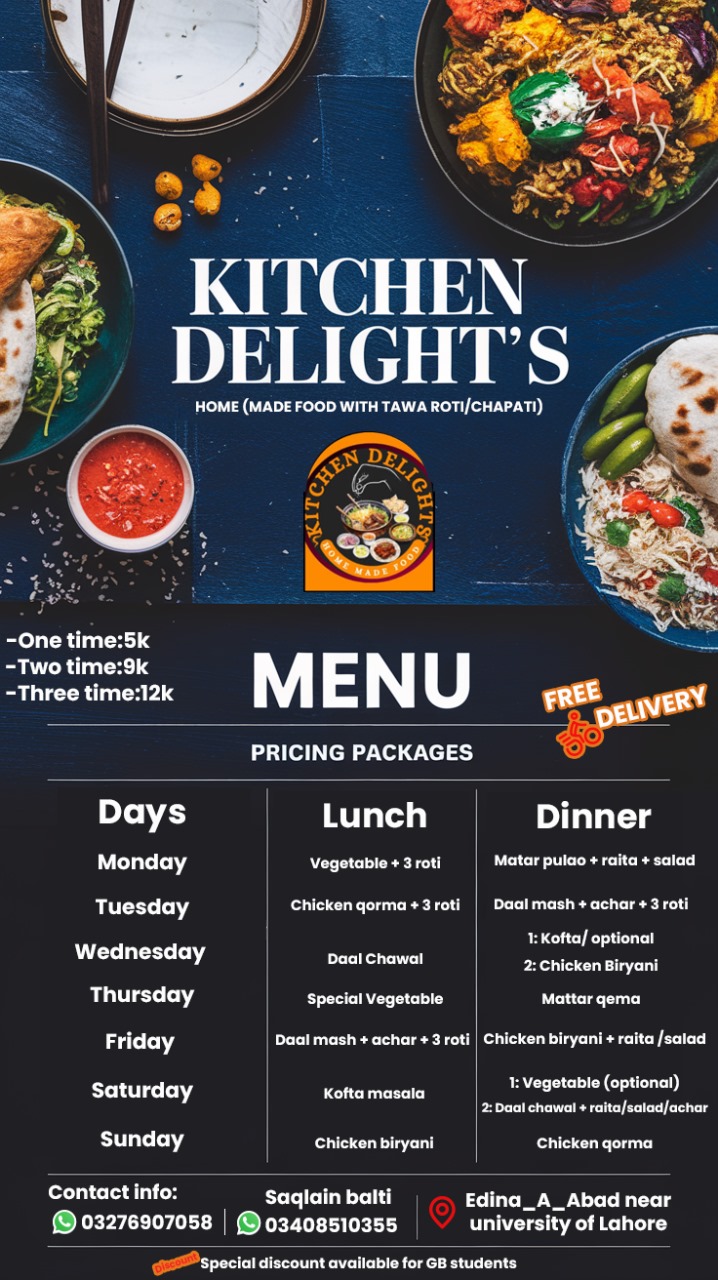 KITCHEN
DELIGHT'S
HOME (MADE FOOD WITH TAWA ROTI/CHAPATI)
KITCHEN DELIGHTS
HOME MADE FOOD
-One time:5k
-Two time:9k
-Three time:12k
MENU
FREE
DELIVERY
PRICING PACKAGES
Days Lunch Dinner
Monday Vegetable + 3 roti Matar pulao + raita + salad
Tuesday Chicken qorma + 3 roti Daal mash + achar + 3 roti
Wednesday Daal Chawal 1: Kofta/ optional
2: Chicken Biryani
Thursday Special Vegetable Mattar qema
Friday Daal mash + achar + 3 roti Chicken biryani + raita /salad
Saturday Kofta masala 1: Vegetable (optional)
2: Daal chawal + raita/salad/achar
Sunday Chicken biryani Chicken qorma
Contact info:
03276907058
Saqlain balti
03408510355
Edina_A_Abad near
university of Lahore
Discount Special discount available for GB students